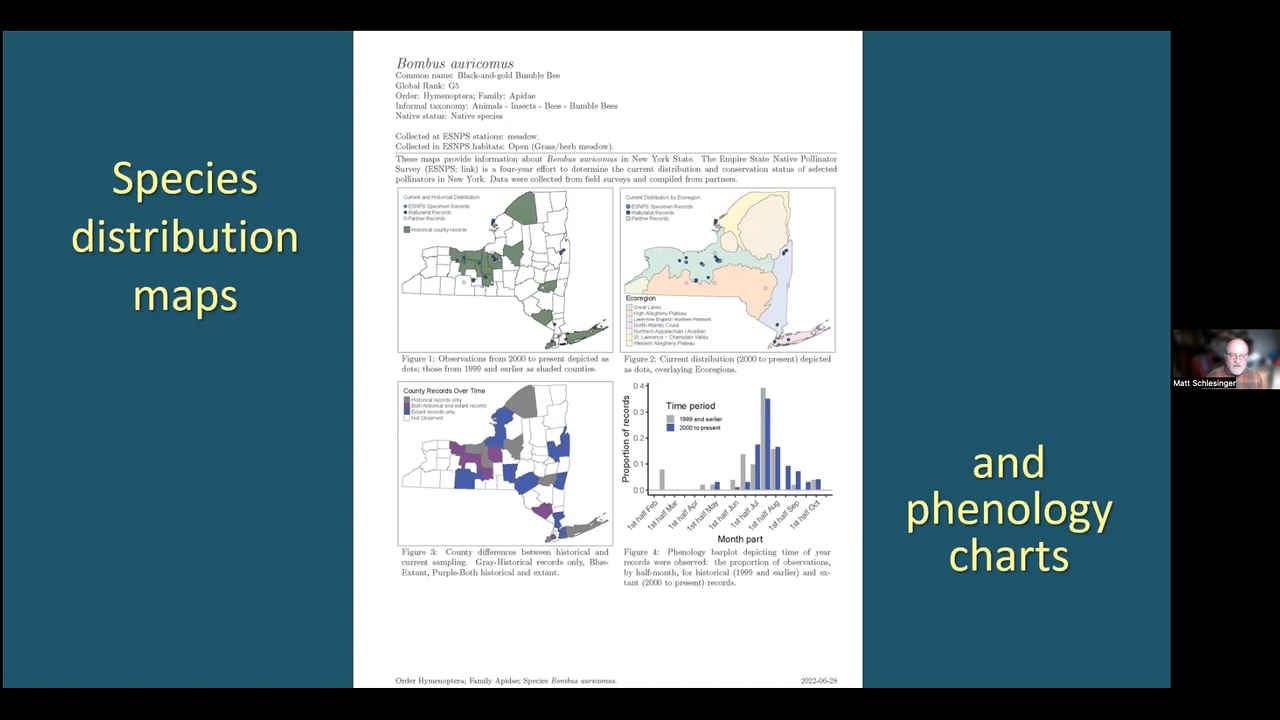 Species
distribution
maps
Bombus auricomus
Common name: Black-and-gold Bumble Bee
Global Rank: G5
Order: Hymenoptera; Family: Apidae
Informal taxonomy: Animals - Insects - Bees - Bumble Bees
Native status: Native species
Collected at ESNPS stations: meadow.
Collected in ESNPS habitats: Open (Grass/herb meadow).
These maps provide information about Bombus auricomus in New York State. The Empire State Native Pollinator
Survey (ESNPS: link) is a four-year effort to determine the current distribution and conservation status of selected
pollinators in New York. Data were collected from field surveys and compiled from partners.
Current and Historical Distribution
ESNPS Specimen Records
iNaturalist Records
Partner Records
Historical county records
Current Distribution by Ecoregion
ESNPS Specimen Records
iNaturalist Records
Partner Records
Ecoregion
Great Lakes
High Allegheny Plateau
Lower New England / Northern Piedmont
North Atlantic Coast
Northern Appalachian / Acadian
St. Lawrence - Champlain Valley
Western Allegheny Plateau
Figure 1: Observations from 2000 to present depicted as
dots; those from 1999 and earlier as shaded counties.
Figure 2: Current distribution (2000 to present) depicted
as dots, overlaying Ecoregions.
County Records Over Time
Historical records only
Both historical and extant records
Extant records only
Not Observed
Proportion of records
0.4
0.3
0.2
0.1
0.0
Time period
1999 and earlier
2000 to present
1st half Feb
1st half Mar
1st half Apr
1st half May
1st half Jun
1st half Jul
1st half Aug
1st half Sep
1st half Oct
Month part
Figure 3: County differences between historical and
current sampling. Gray-Historical records only, Blue-
Extant, Purple-Both historical and extant.
Figure 4: Phenology barplot depicting time of year
records were observed: the proportion of observations,
by half-month, for historical (1999 and earlier) and ex-
tant (2000 to present) records.
Order Hymenoptera; Family Apidae; Species Bombus auricomus.
2022-06-28
and
phenology
charts
Matt Schlesinger